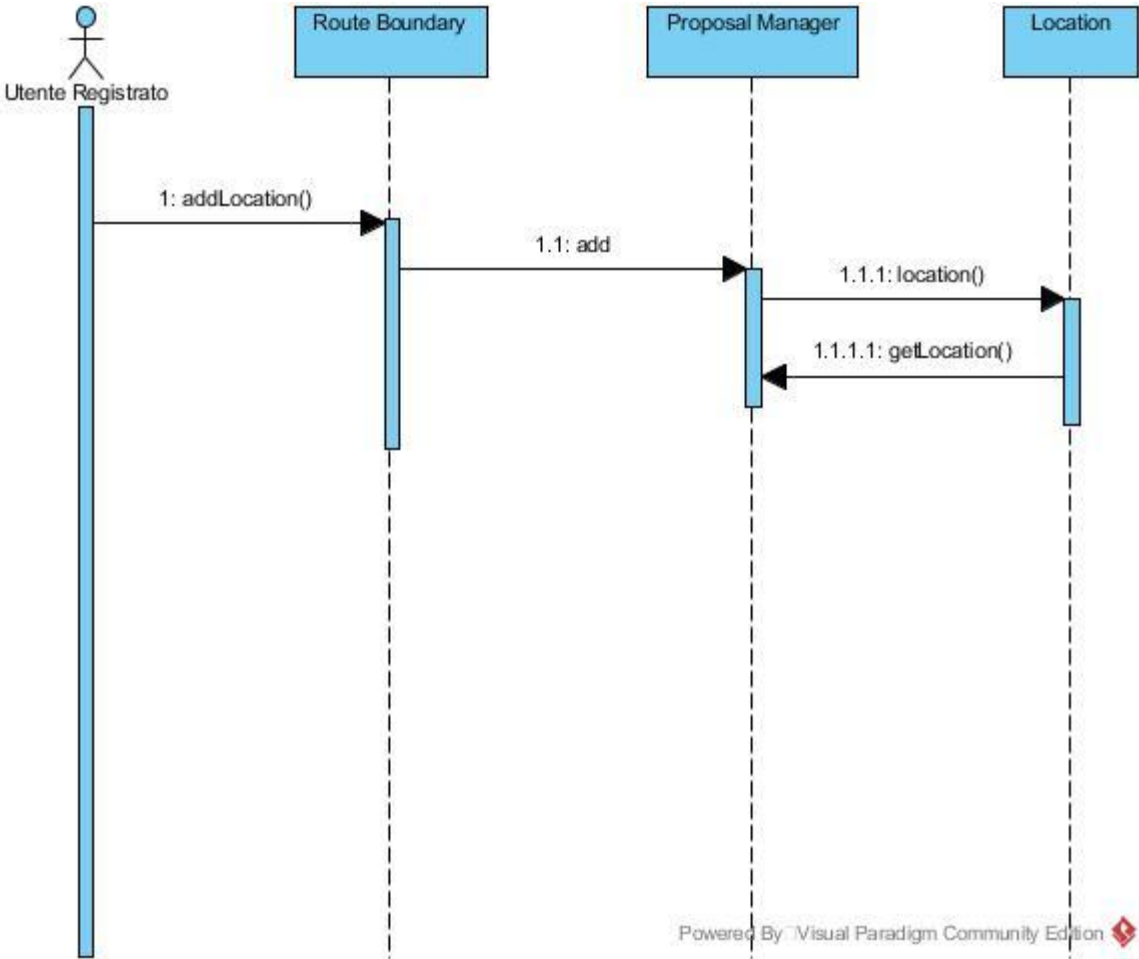 Route Boundary
Proposal Manager
Location
Utente Registrato
1: addLocation()
1.1: add
1.1.1: location()
1.1.1.1: getLocation()
Powered By Visual Paradigm Community Edition